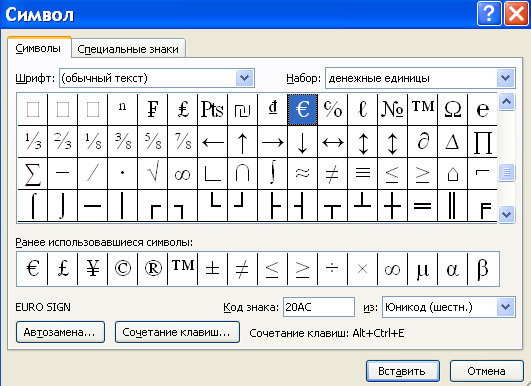 Символ
Символы Специальные знаки
Шрифт: (обычный текст) Набор: денежные единицы
□ □ □ ⁿ ₣ ₤ ₧ ₪ ₫ € ℅ ℓ № ™ Ω ℮
⅓ ⅔ ⅛ ⅜ ⅝ ⅞ ← ↑ → ↓ ↔ ↕ ↨ ∂ ∆ ∏
∑ − ∕ ∙ √ ∞ ∟ ∩ ∫ ≈ ≠ ≡ ≤ ≥ ⌂ ⌐
⌠ ⌡ ─ │ ┌ ┐ └ ┘ ├ ┤ ┬ ┴ ┼ ═ ║ ╒
Ранее использовавшиеся символы:
€ £ ¥ © ® ™ ± ≠ ≤ ≥ ÷ × ∞ µ α β
EURO SIGN Код знака: 20AC из: Юникод (шестн.)
Автозамена... Сочетание клавиш... Сочетание клавиш: Alt+Ctrl+E
Вставить Отмена